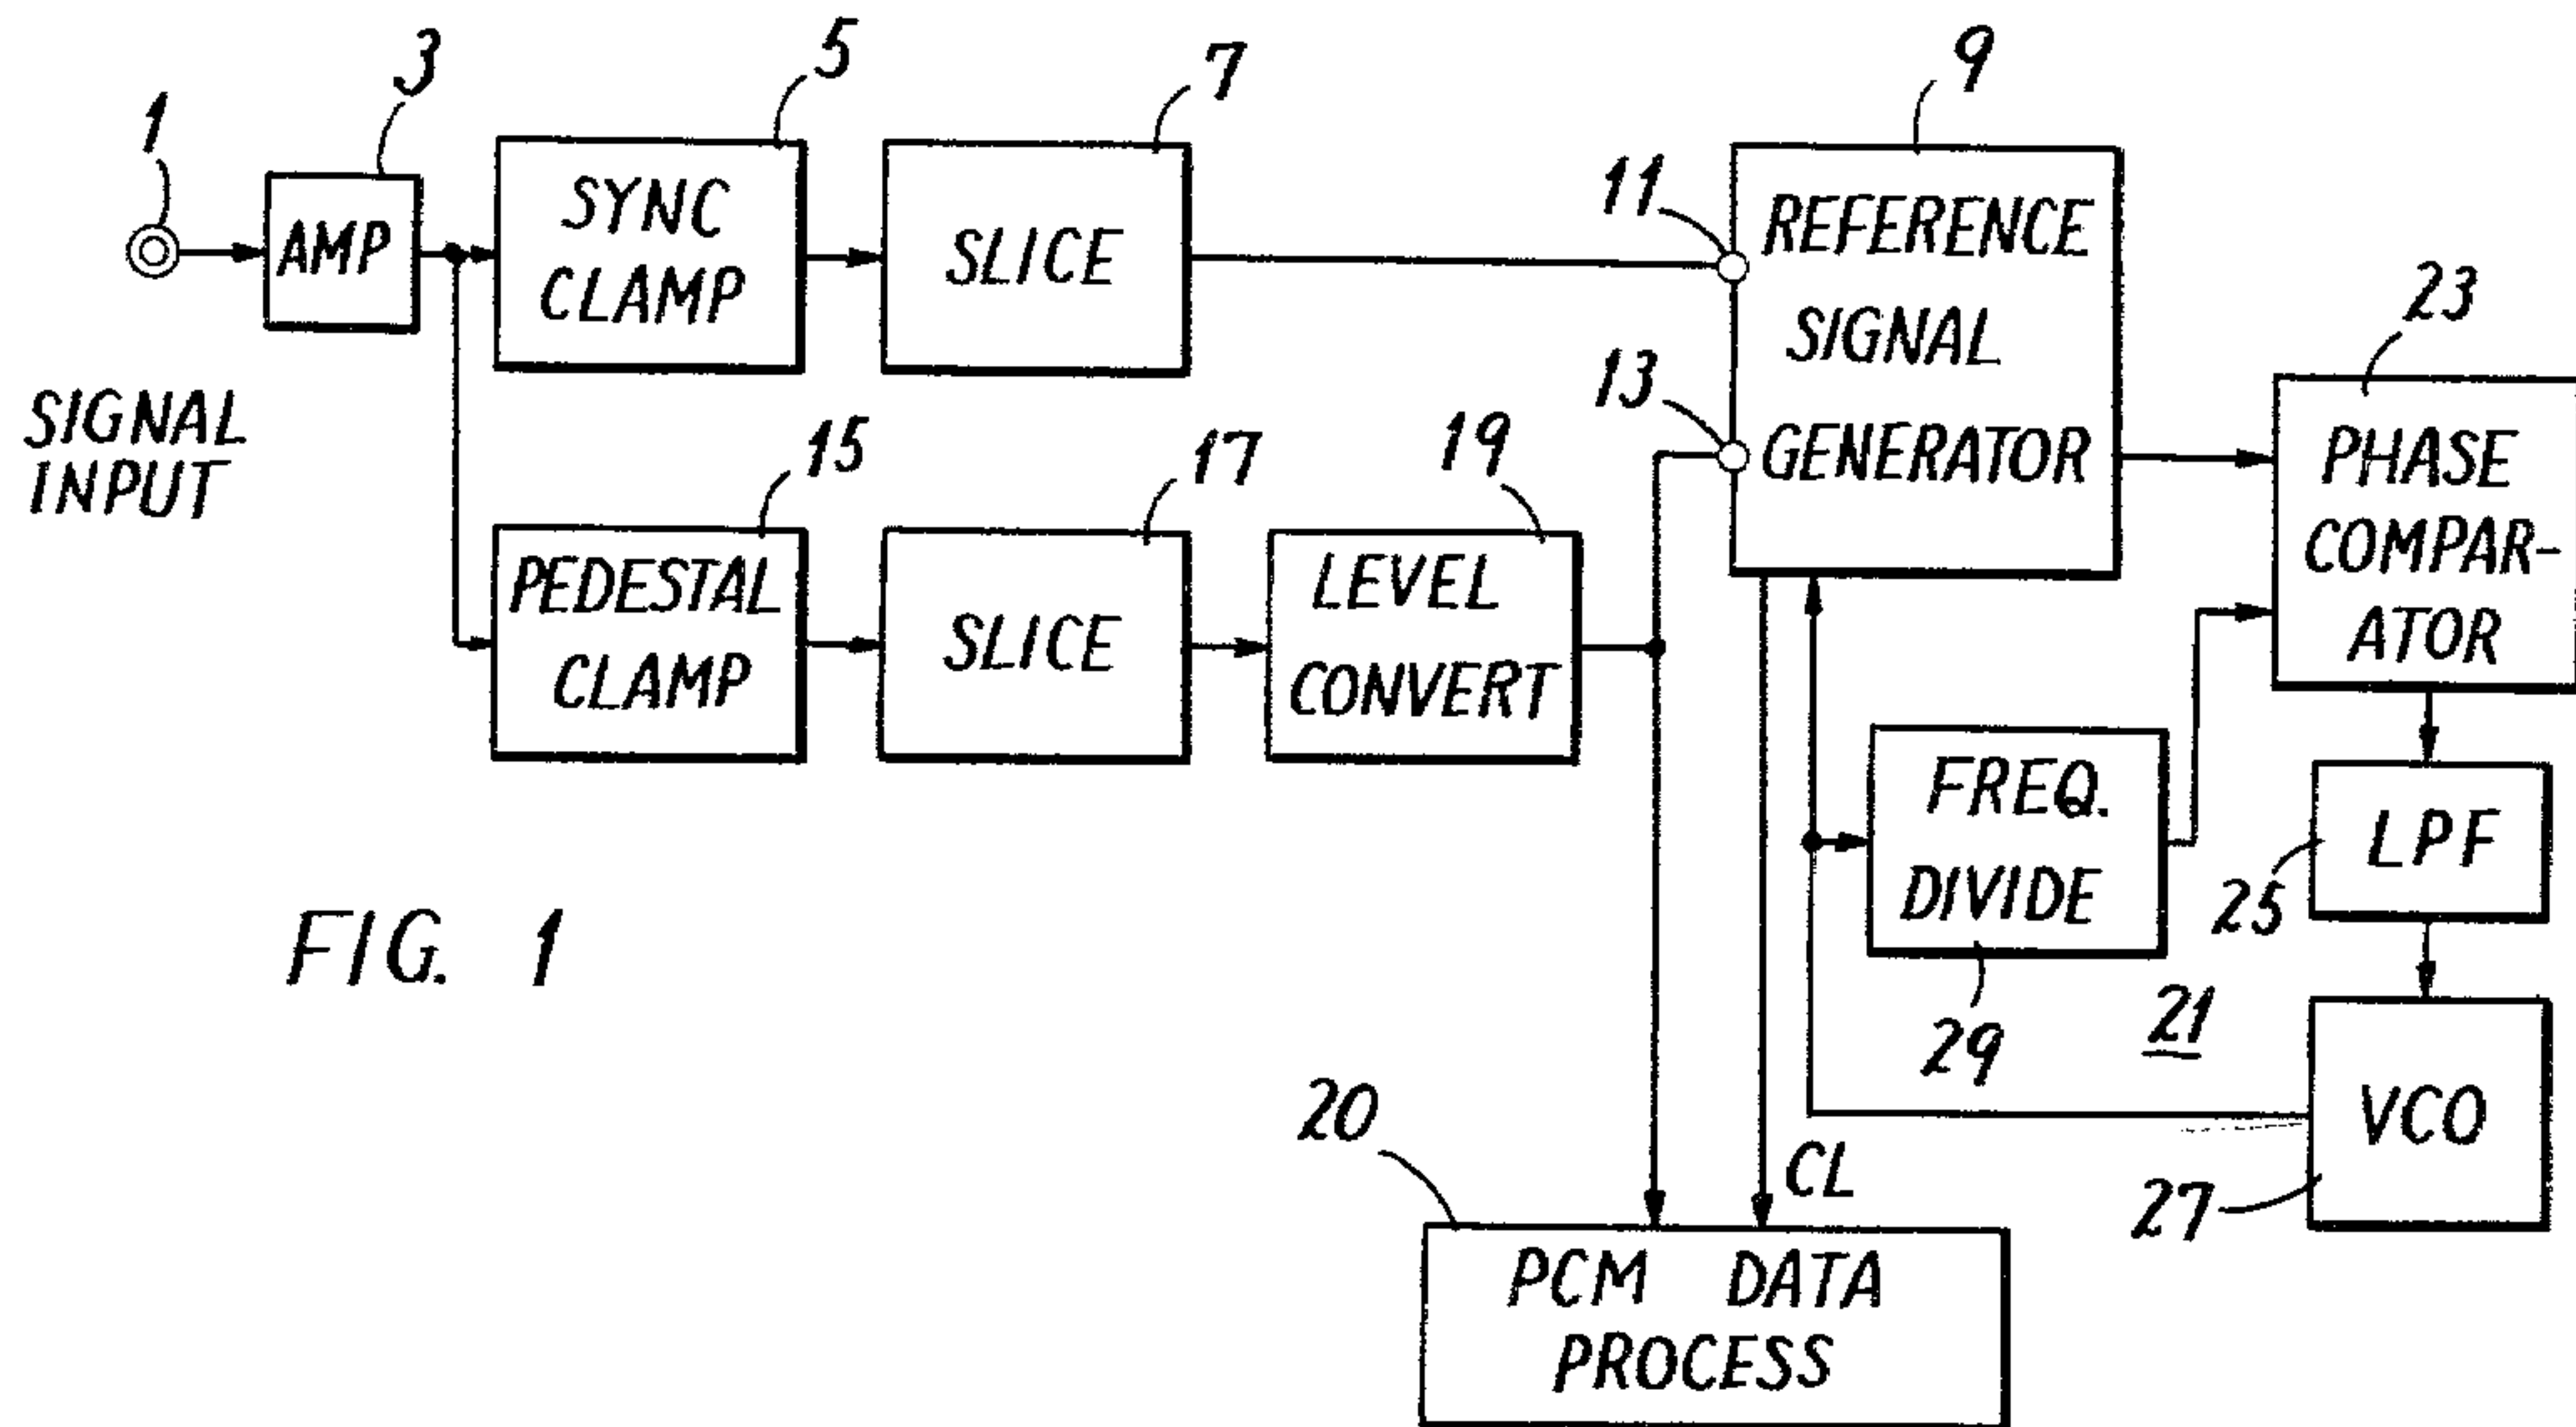 1
3
5
7
9
AMP
SYNC
CLAMP
SLICE
11
REFERENCE
SIGNAL
GENERATOR
13
SIGNAL
INPUT
15
17
19
23
PEDESTAL
CLAMP
SLICE
LEVEL
CONVERT
PHASE
COMPAR-
ATOR
FREQ.
DIVIDE
29
LPF
25
21
VCO
27
FIG. 1
20
CL
PCM DATA
PROCESS